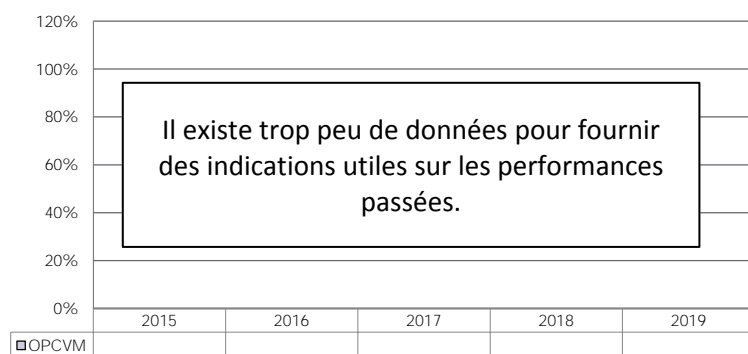 120%
100%
80%
60%
40%
20%
0%
Il existe trop peu de données pour fournir
des indications utiles sur les performances
passées.
2015 2016 2017 2018 2019
OPCVM